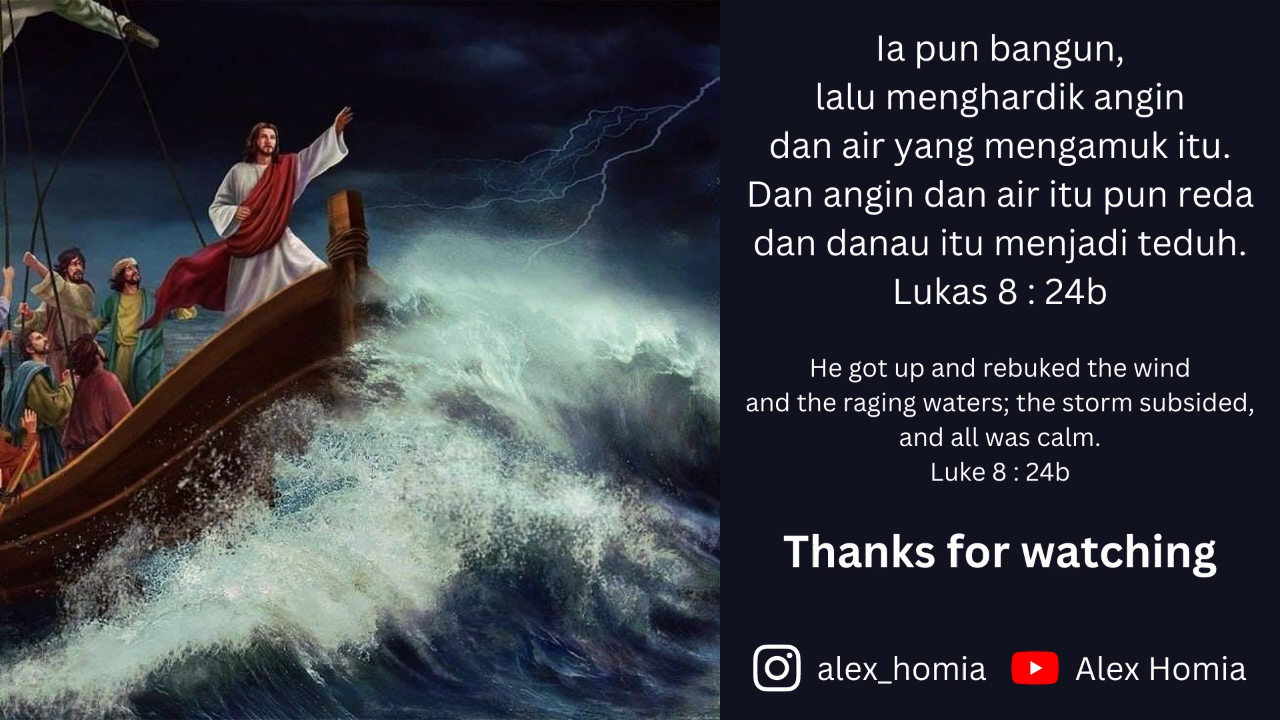 Ia pun bangun,
lalu menghardik angin
dan air yang mengamuk itu.
Dan angin dan air itu pun reda
dan danau itu menjadi teduh.
Lukas 8 : 24b
He got up and rebuked the wind
and the raging waters; the storm subsided,
and all was calm.
Luke 8 : 24b
Thanks for watching
alex_homia Alex Homia